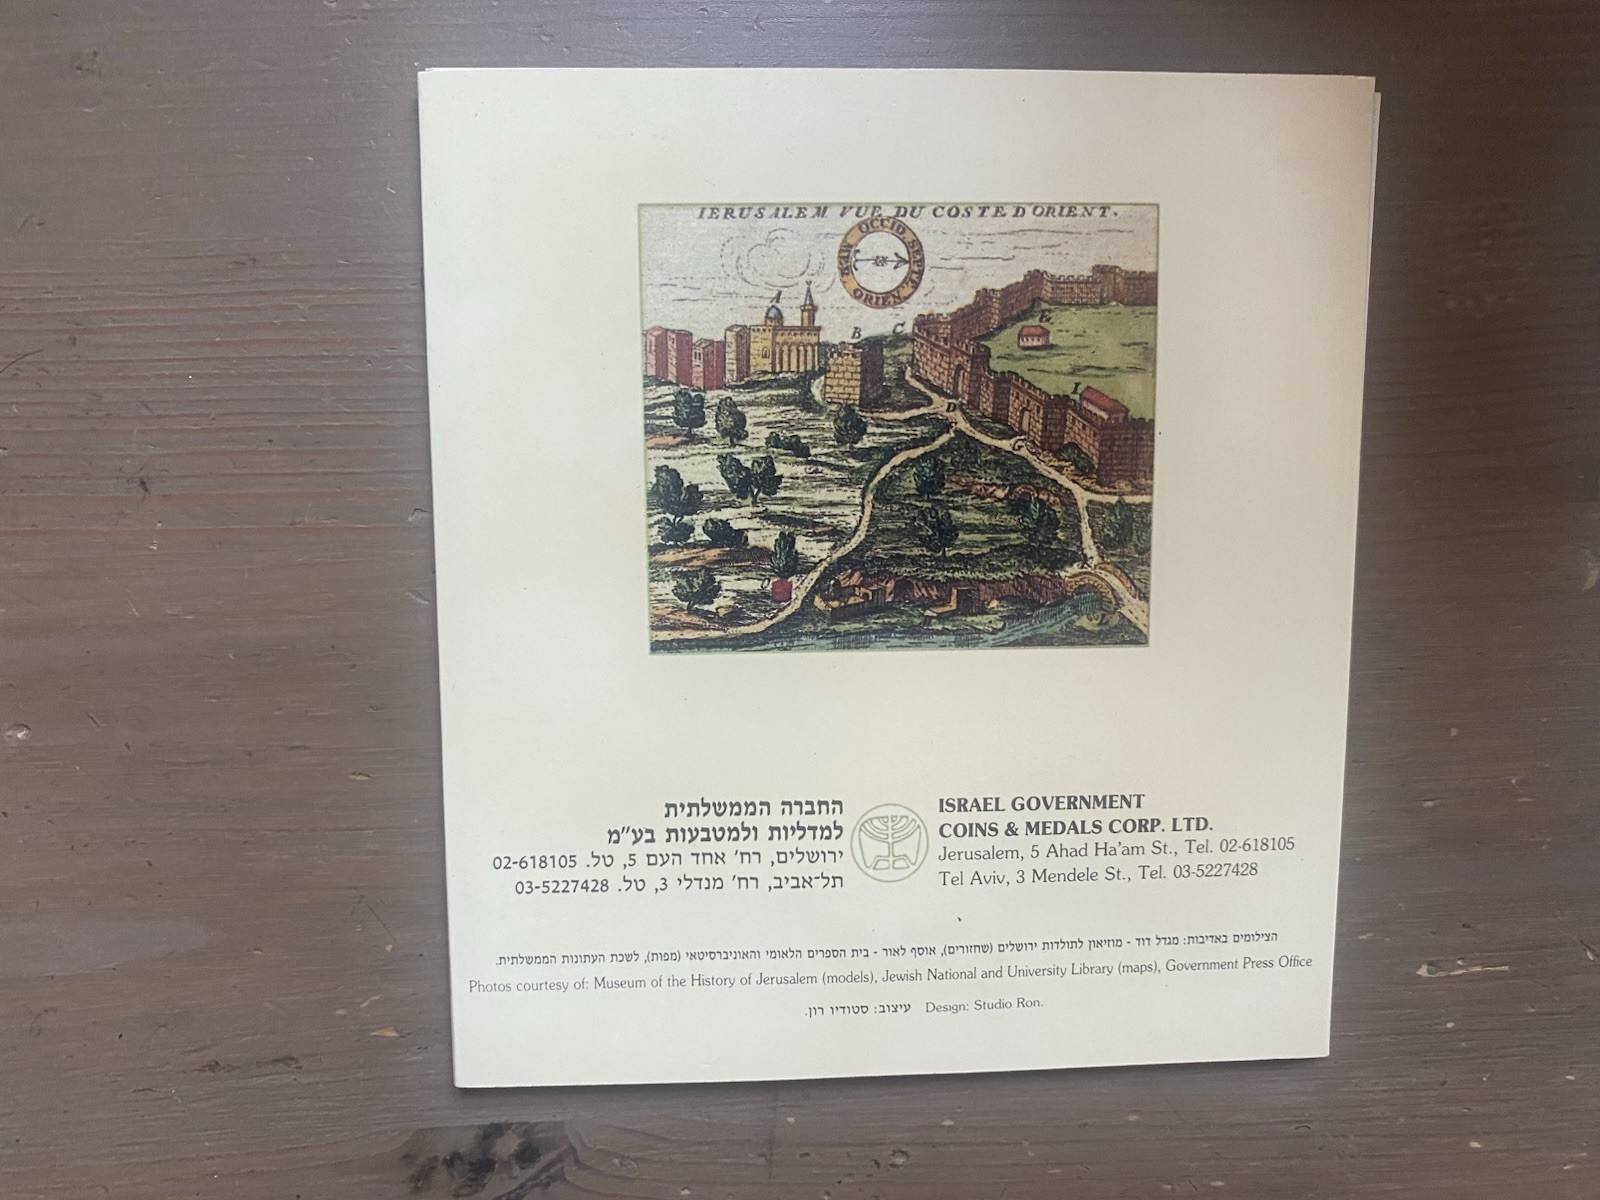 IERUSALEM VUE DU COSTE D'ORIENT.
OCCID. SEPTE. ORIEN. MER
A
B
C
E
I
D
G
החברה הממשלתית
למדליות ולמטבעות בע"מ
ירושלים, רח' אחד העם 5, טל. 02-618105
תל-אביב, רח' מנדלי 3, טל. 03-5227428
ISRAEL GOVERNMENT
COINS & MEDALS CORP. LTD.
Jerusalem, 5 Ahad Ha'am St., Tel. 02-618105
Tel Aviv, 3 Mendele St., Tel. 03-5227428
הצילומים באדיבות: מגדל דוד - מוזיאון לתולדות ירושלים (שחזורים), אוסף לאור - בית הספרים הלאומי והאוניברסיטאי (מפות), לשכת העתונות הממשלתית.
Photos courtesy of: Museum of the History of Jerusalem (models), Jewish National and University Library (maps), Government Press Office
עיצוב: סטודיו רון. Design: Studio Ron.